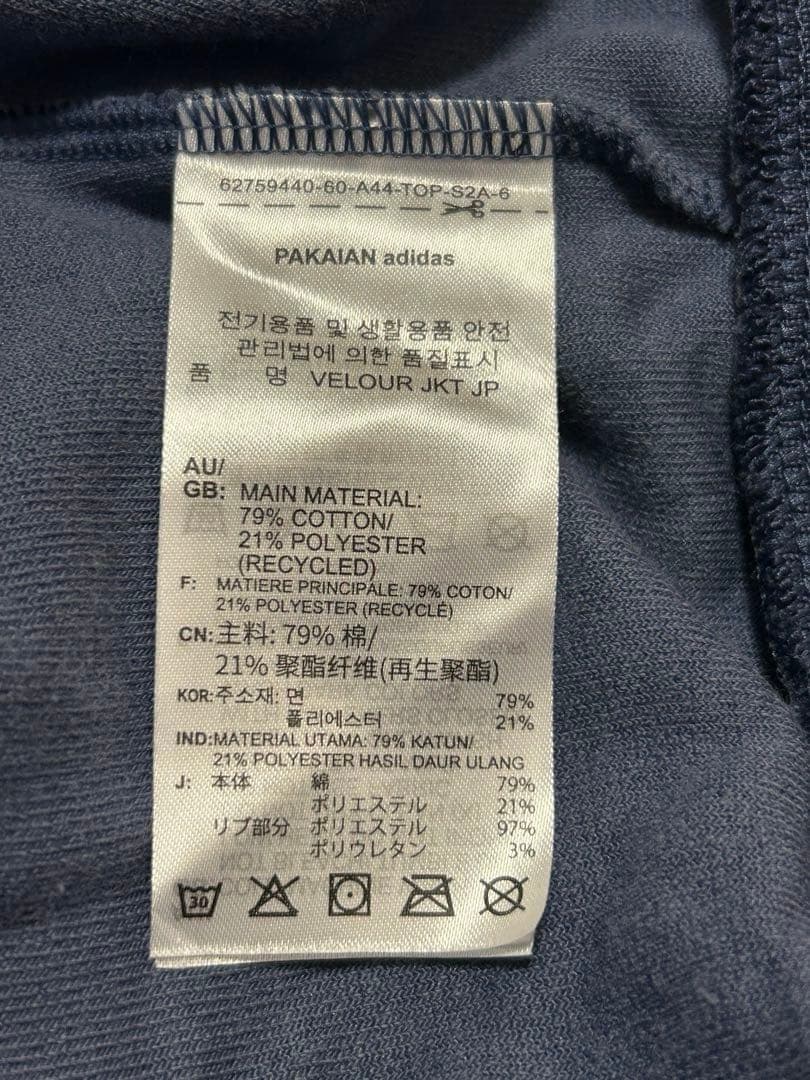 62759440-60-A44-TOP-S2A-6
PAKAIAN adidas
전기용품 및 생활용품 안전
관리법에 의한 품질표시
품 명 VELOUR JKT JP
AU/
GB: MAIN MATERIAL:
79% COTTON/
21% POLYESTER
(RECYCLED)
F: MATIERE PRINCIPALE: 79% COTON/
21% POLYESTER (RECYCLÉ)
CN: 主料: 79% 棉/
21% 聚酯纤维(再生聚酯)
KOR: 주소재: 면 79%
폴리에스터 21%
IND: MATERIAL UTAMA: 79% KATUN/
21% POLYESTER HASIL DAUR ULANG
J: 本体 綿 79%
ポリエステル 21%
リブ部分 ポリエステル 97%
ポリウレタン 3%
30